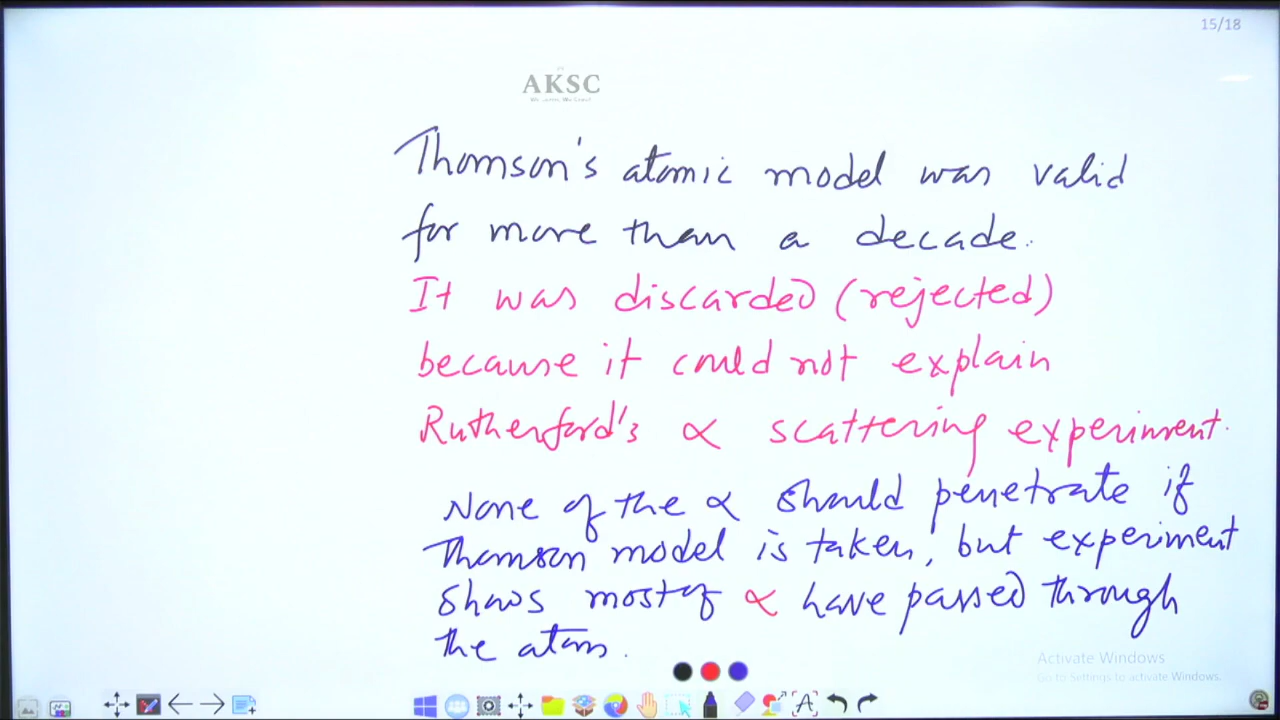 15/18
AKSC
Thomson's atomic model was valid
for more than a decade.
It was discarded (rejected)
because it could not explain
Rutherford's α scattering experiment.
None of the α should penetrate if
Thomson model is taken, but experiment
shows most of α have passed through
the atom.
Activate Windows
Go to Settings to activate Windows.